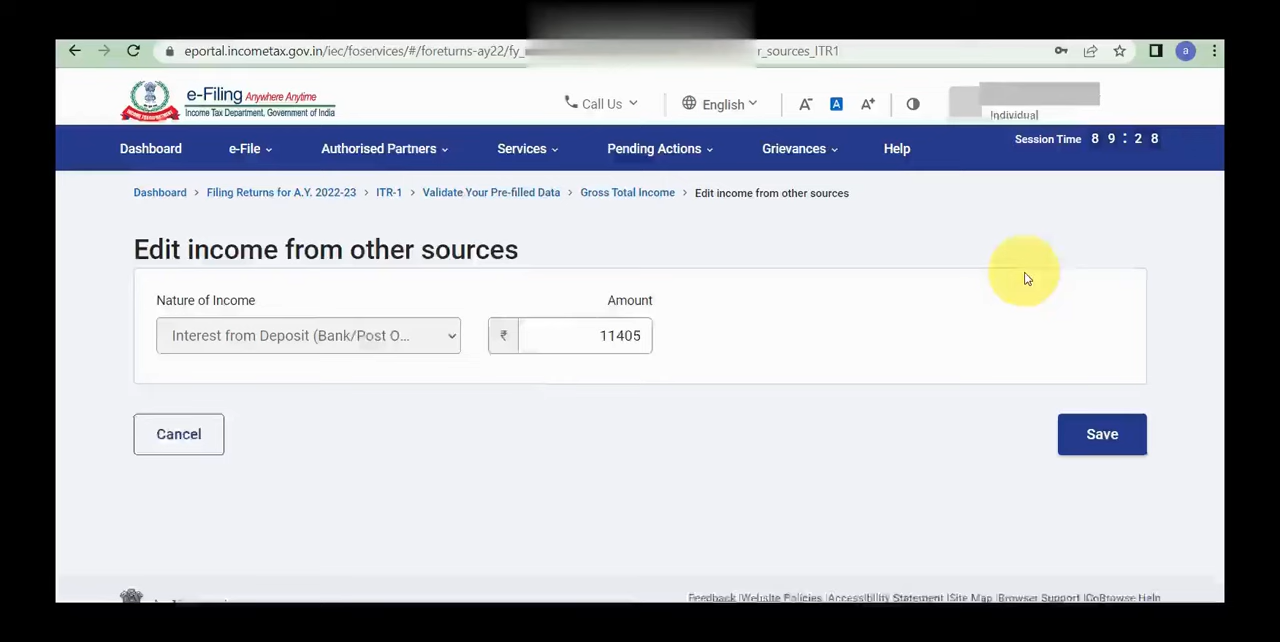 eportal.incometax.gov.in/iec/foservices/#/foreturns-ay22/fy_ r_sources_ITR1 a
e-Filing Anywhere Anytime
Income Tax Department, Government of India
Call Us English A- A A+
Individual
Dashboard e-File Authorised Partners Services Pending Actions Grievances Help Session Time 8 9 : 2 8
Dashboard > Filing Returns for A.Y. 2022-23 > ITR-1 > Validate Your Pre-filled Data > Gross Total Income > Edit income from other sources
Edit income from other sources
Nature of Income Amount
Interest from Deposit (Bank/Post O... ₹ 11405
Cancel Save
Feedback |Website Policies |Accessibility Statement |Site Map |Browser Support |CoBrowse Help